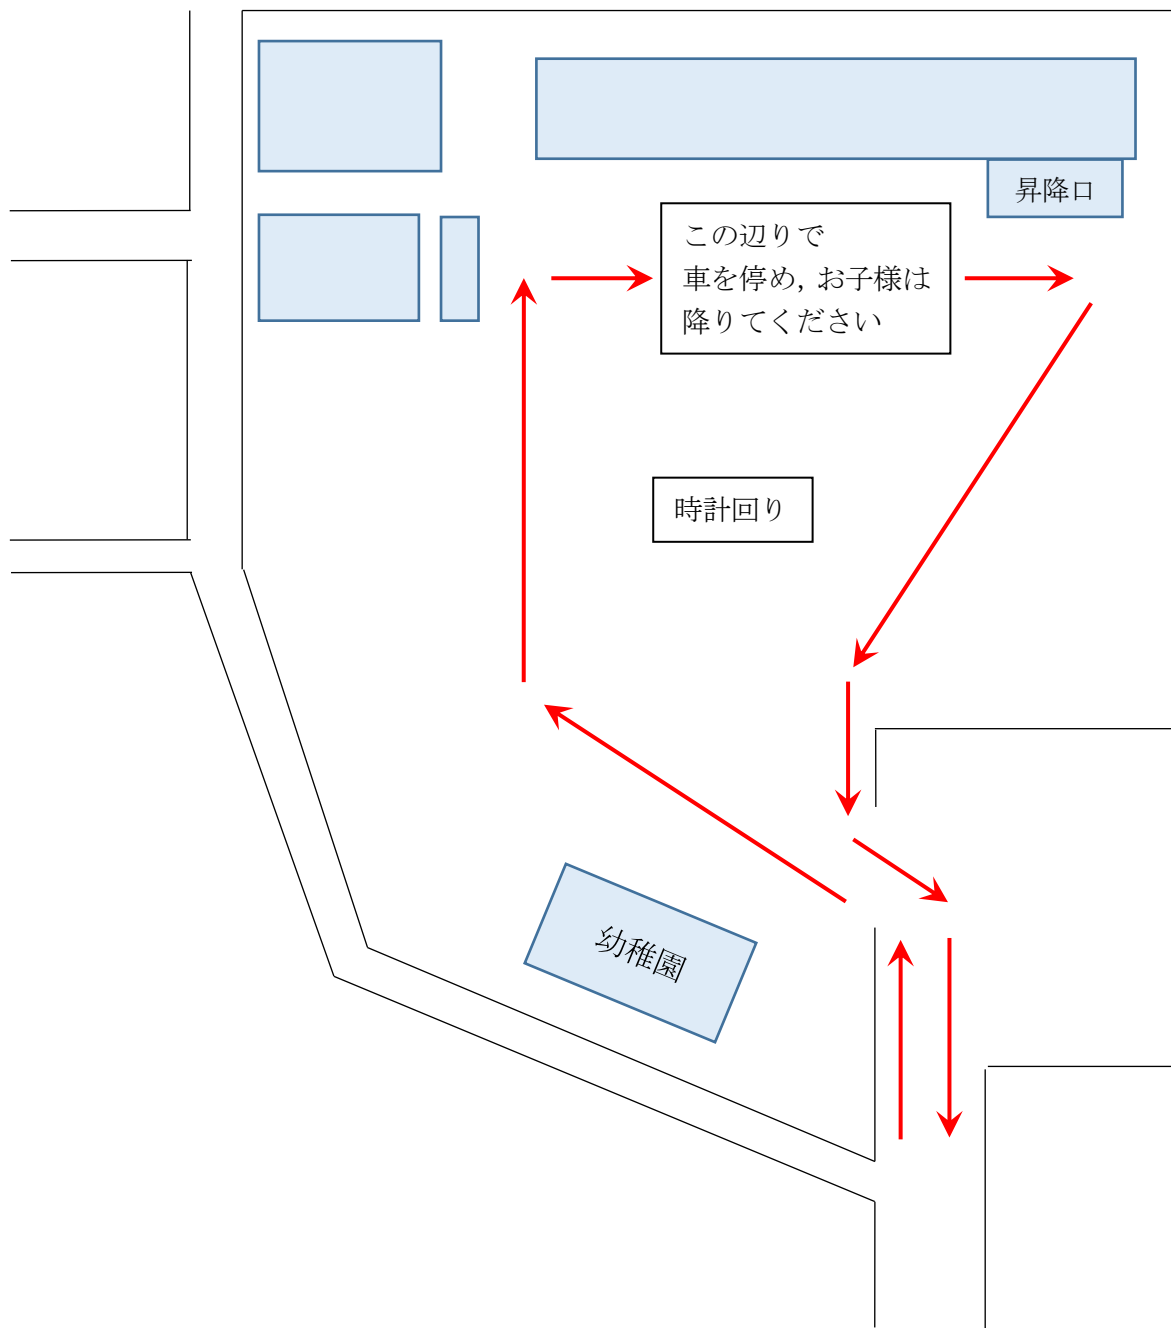 昇降口
この辺りで
車を停め，お子様は
降りてください
時計回り
幼稚園